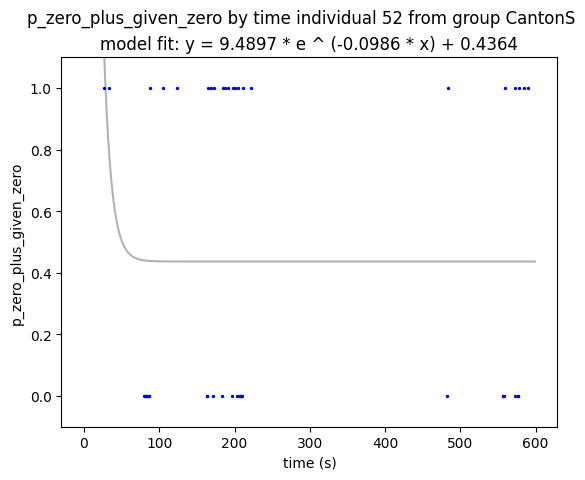 p_zero_plus_given_zero by time individual 52 from group CantonS
model fit: y = 9.4897 * e ^ (-0.0986 * x) + 0.4364
1.0
0.8
0.6
0.4
0.2
0.0
p_zero_plus_given_zero
0 100 200 300 400 500 600
time (s)